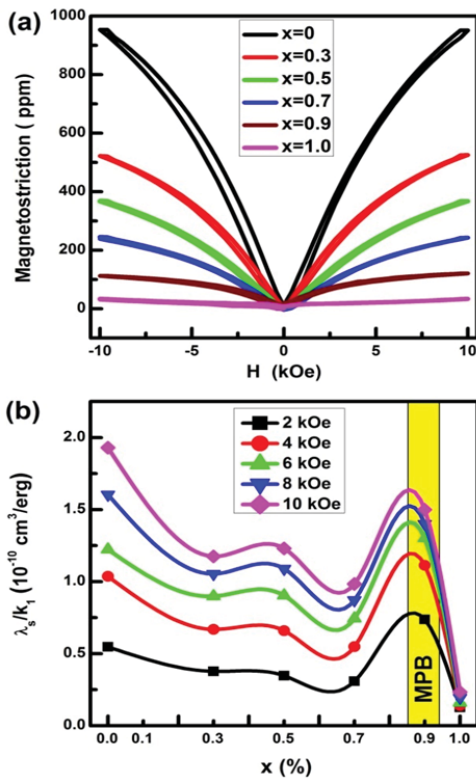 (a)
1000
800
600
400
200
0
Magnetostriction ( ppm)
x=0
x=0.3
x=0.5
x=0.7
x=0.9
x=1.0
-10 -5 0 5 10
H (kOe)
(b)
2.0
1.5
1.0
0.5
0.0
λs/k1 (10-10 cm3/erg)
2 kOe
4 kOe
6 kOe
8 kOe
10 kOe
MPB
0.0 0.1 0.3 0.5 0.7 0.9 1.0
x (%)